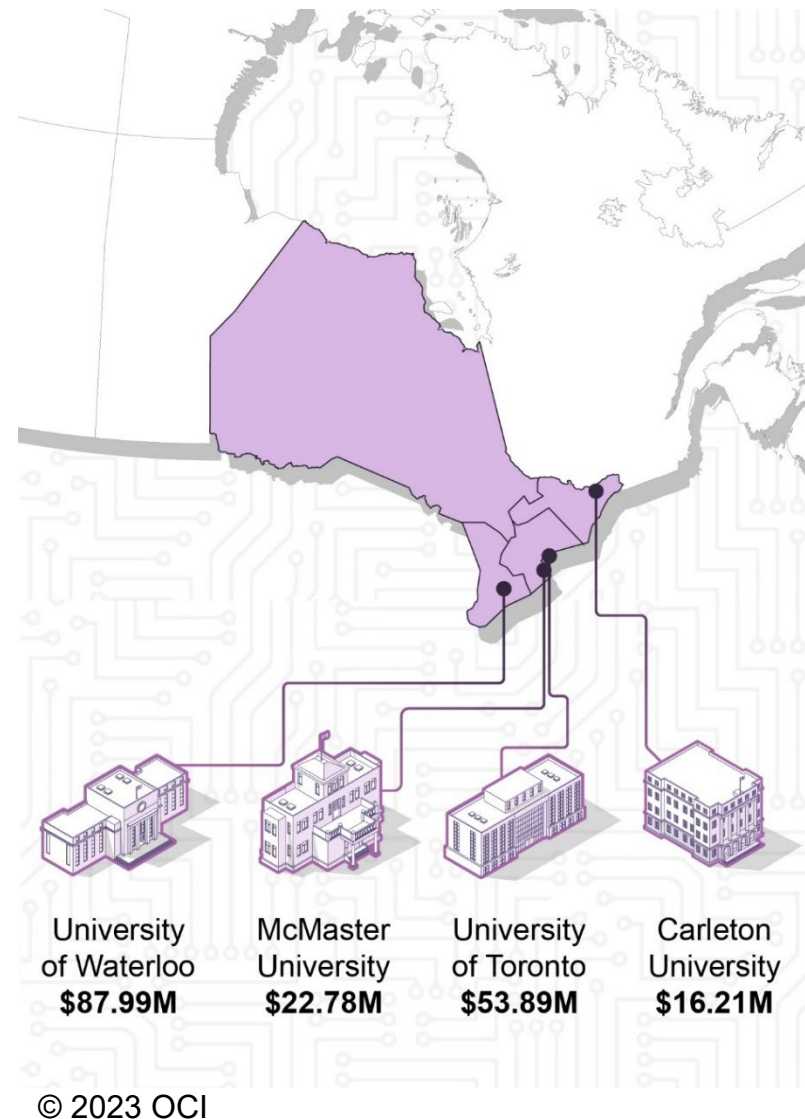 University
of Waterloo
$87.99M
McMaster
University
$22.78M
University
of Toronto
$53.89M
Carleton
University
$16.21M
© 2023 OCI